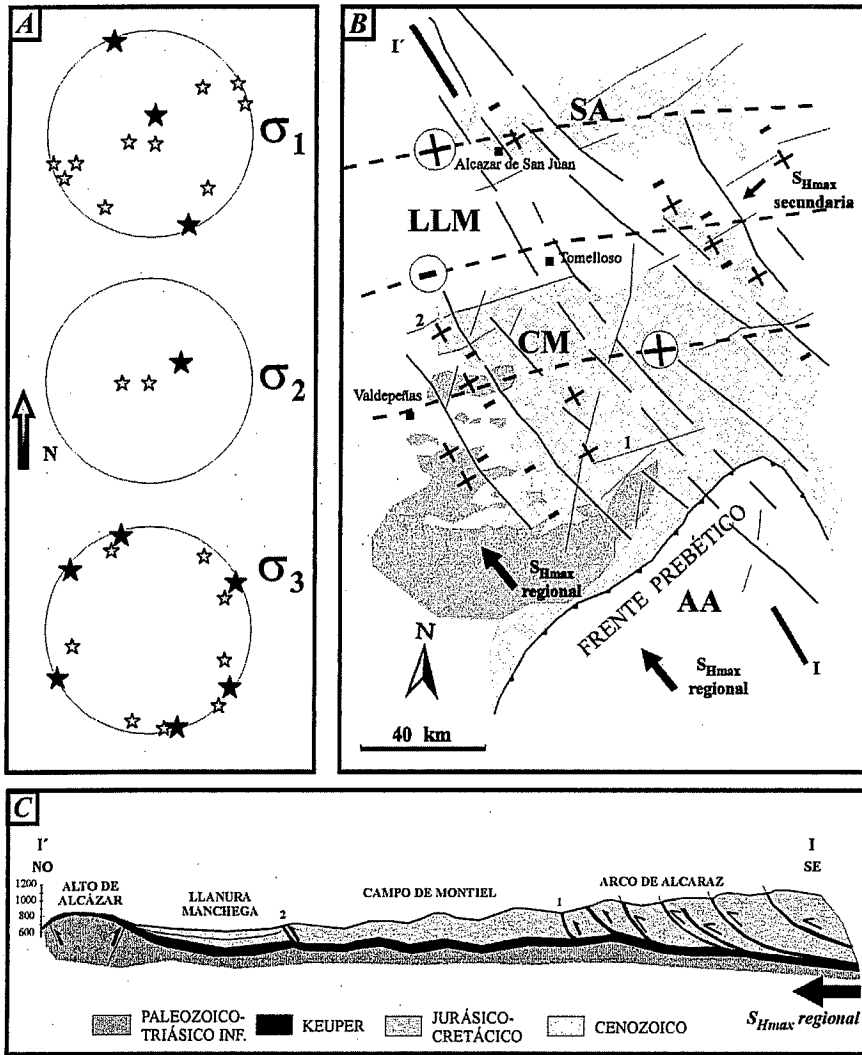 A
σ1
σ2
N
σ3
B
I´
SA
Alcazar de San Juan
SHmax
secundaria
LLM
Tomelloso
2
CM
Valdepeñas
1
SHmax
regional
FRENTE PREBÉTICO
AA
N
SHmax
regional
I
40 km
C
I´
NO
I
SE
1200
1000
800
600
ALTO DE
ALCÁZAR
LLANURA
MANCHEGA
2
CAMPO DE MONTIEL
1
ARCO DE ALCARAZ
PALEOZOICO-
TRIÁSICO INF.
KEUPER
JURÁSICO-
CRETÁCICO
CENOZOICO
SHmax regional